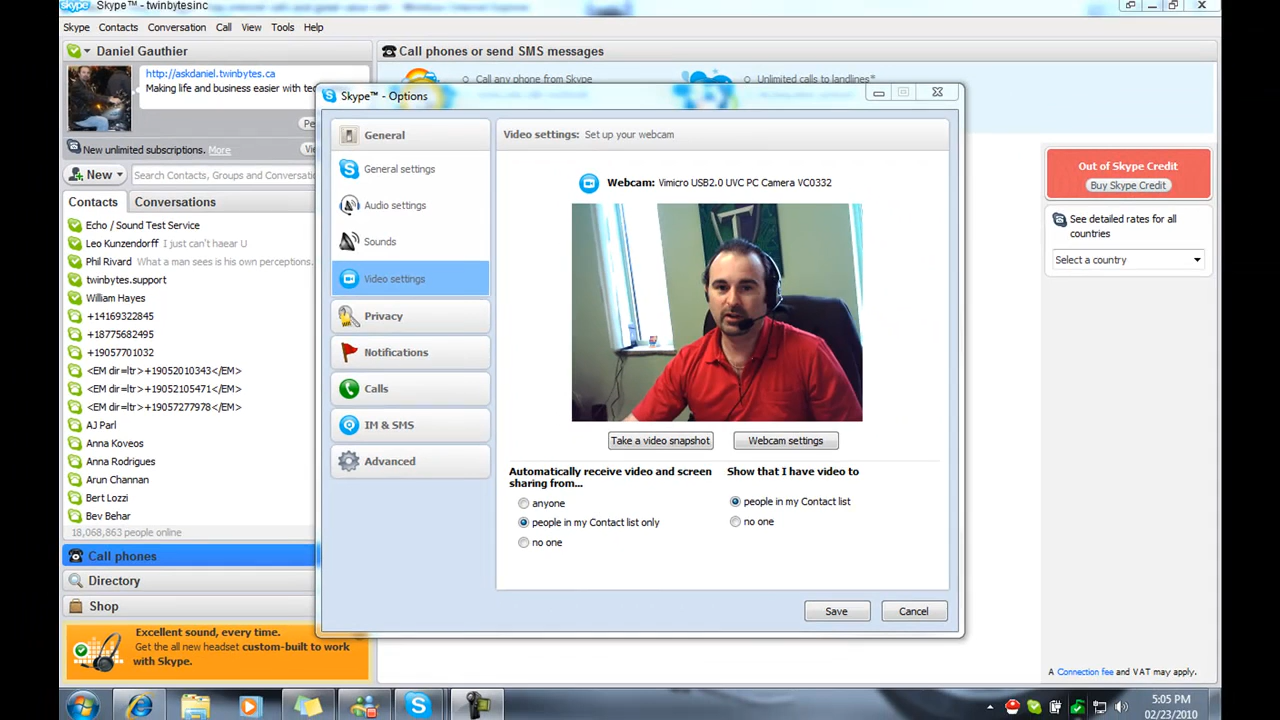 Skype™ - twinbytesinc
Skype Contacts Conversation Call View Tools Help
Daniel Gauthier
http://askdaniel.twinbytes.ca
Making life and business easier with tec
Pe
New unlimited subscriptions. More
Vi
New
Search Contacts, Groups and Conversatio
Contacts
Conversations
Echo / Sound Test Service
Leo Kunzendorff I just can't haear U
Phil Rivard What a man sees is his own perceptions.
twinbytes.support
William Hayes
+14169322845
+18775682495
+19057701032
<EM dir=ltr>+19052010343</EM>
<EM dir=ltr>+19052105471</EM>
<EM dir=ltr>+19057277978</EM>
AJ Parl
Anna Koveos
Anna Rodrigues
Arun Channan
Bert Lozzi
Bev Behar
18,068,863 people online
Call phones
Directory
Shop
Excellent sound, every time.
Get the all new headset custom-built to work
with Skype.
Call phones or send SMS messages
Call any phone from Skype
Unlimited calls to landlines*
Skype™ - Options
General
General settings
Audio settings
Sounds
Video settings
Privacy
Notifications
Calls
IM & SMS
Advanced
Video settings: Set up your webcam
Webcam: Vimicro USB2.0 UVC PC Camera VC0332
Take a video snapshot
Webcam settings
Automatically receive video and screen
sharing from...
anyone
people in my Contact list only
no one
Show that I have video to
people in my Contact list
no one
Save
Cancel
Out of Skype Credit
Buy Skype Credit
See detailed rates for all
countries
Select a country
A Connection fee and VAT may apply.
5:05 PM
02/23/2010